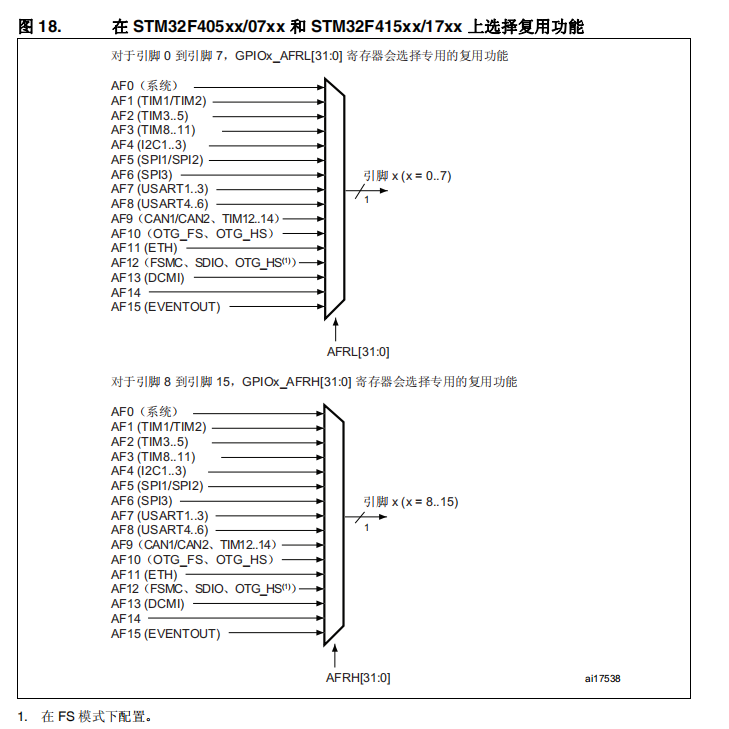 图 18. 在 STM32F405xx/07xx 和 STM32F415xx/17xx 上选择复用功能
对于引脚 0 到引脚 7，GPIOx_AFRL[31:0] 寄存器会选择专用的复用功能
AF0（系统）
AF1 (TIM1/TIM2)
AF2 (TIM3..5)
AF3 (TIM8..11)
AF4 (I2C1..3)
AF5 (SPI1/SPI2)
AF6 (SPI3)
AF7 (USART1..3)
AF8 (USART4..6)
AF9（CAN1/CAN2、TIM12..14）
AF10（OTG_FS、OTG_HS）
AF11 (ETH)
AF12（FSMC、SDIO、OTG_HS(1)）
AF13 (DCMI)
AF14
AF15 (EVENTOUT)
引脚 x (x = 0..7)
1
AFRL[31:0]
对于引脚 8 到引脚 15，GPIOx_AFRH[31:0] 寄存器会选择专用的复用功能
AF0（系统）
AF1 (TIM1/TIM2)
AF2 (TIM3..5)
AF3 (TIM8..11)
AF4 (I2C1..3)
AF5 (SPI1/SPI2)
AF6 (SPI3)
AF7 (USART1..3)
AF8 (USART4..6)
AF9（CAN1/CAN2、TIM12..14）
AF10（OTG_FS、OTG_HS）
AF11 (ETH)
AF12（FSMC、SDIO、OTG_HS(1)）
AF13 (DCMI)
AF14
AF15 (EVENTOUT)
引脚 x (x = 8..15)
1
AFRH[31:0]
ai17538
1. 在 FS 模式下配置。